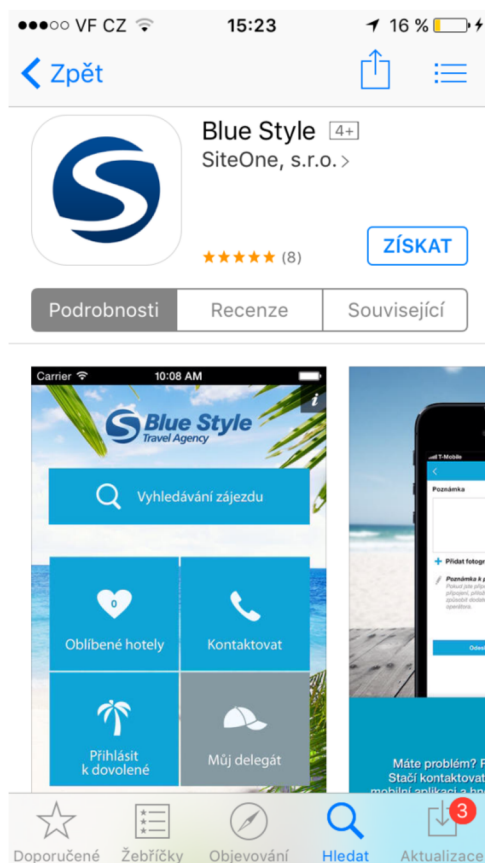 VF CZ 15:23 16 %
Zpět
Blue Style 4+
SiteOne, s.r.o. >
(8)
ZÍSKAT
Podrobnosti Recenze Související
Carrier 10:08 AM
i
Blue Style
Travel Agency
Vyhledávání zájezdu
0
Oblíbené hotely Kontaktovat
Přihlásit
k dovolené
Můj delegát
T-Mobile
Poznámka
Přidat fotogr
Poznámka k p
Máte problém?
Stačí kontaktovat
mobilní aplikaci a
3
Doporučené Žebříčky Objevování Hledat Aktualizace